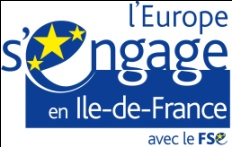 l'Europe
s'engage
en Ile-de-France
avec le FSe